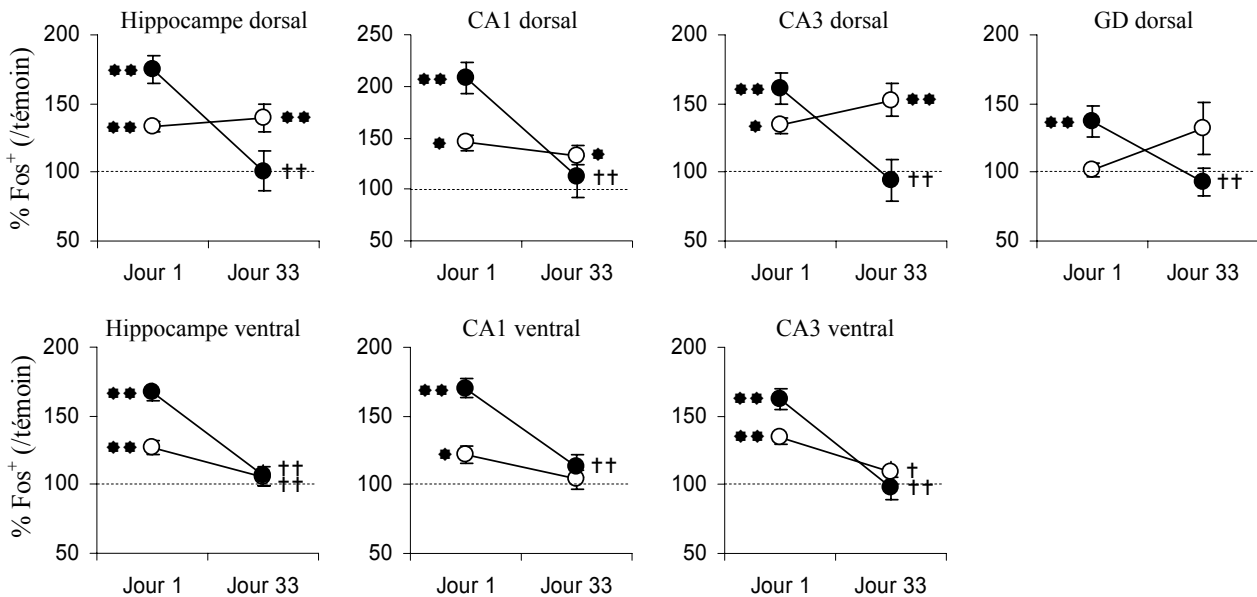 Hippocampe dorsal
CA1 dorsal
CA3 dorsal
GD dorsal
% Fos⁺ (/témoin)
200
150
100
50
Jour 1 Jour 33
††
250
200
150
100
50
Jour 1 Jour 33
††
200
150
100
50
Jour 1 Jour 33
††
200
150
100
50
Jour 1 Jour 33
††
Hippocampe ventral
CA1 ventral
CA3 ventral
% Fos⁺ (/témoin)
200
150
100
50
Jour 1 Jour 33
††
††
200
150
100
50
Jour 1 Jour 33
††
200
150
100
50
Jour 1 Jour 33
†
††